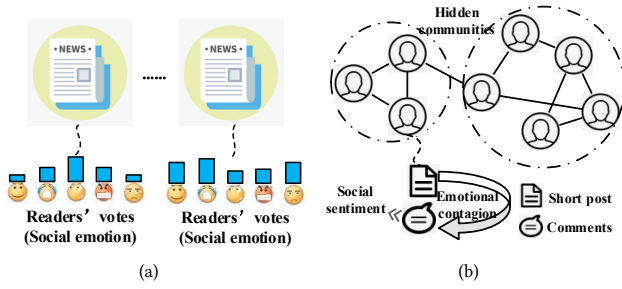 NEWS
......
NEWS
Readers' votes
(Social emotion)
Readers' votes
(Social emotion)
(a)
Hidden
communities
Social
sentiment
Emotional
contagion
Short post
Comments
(b)